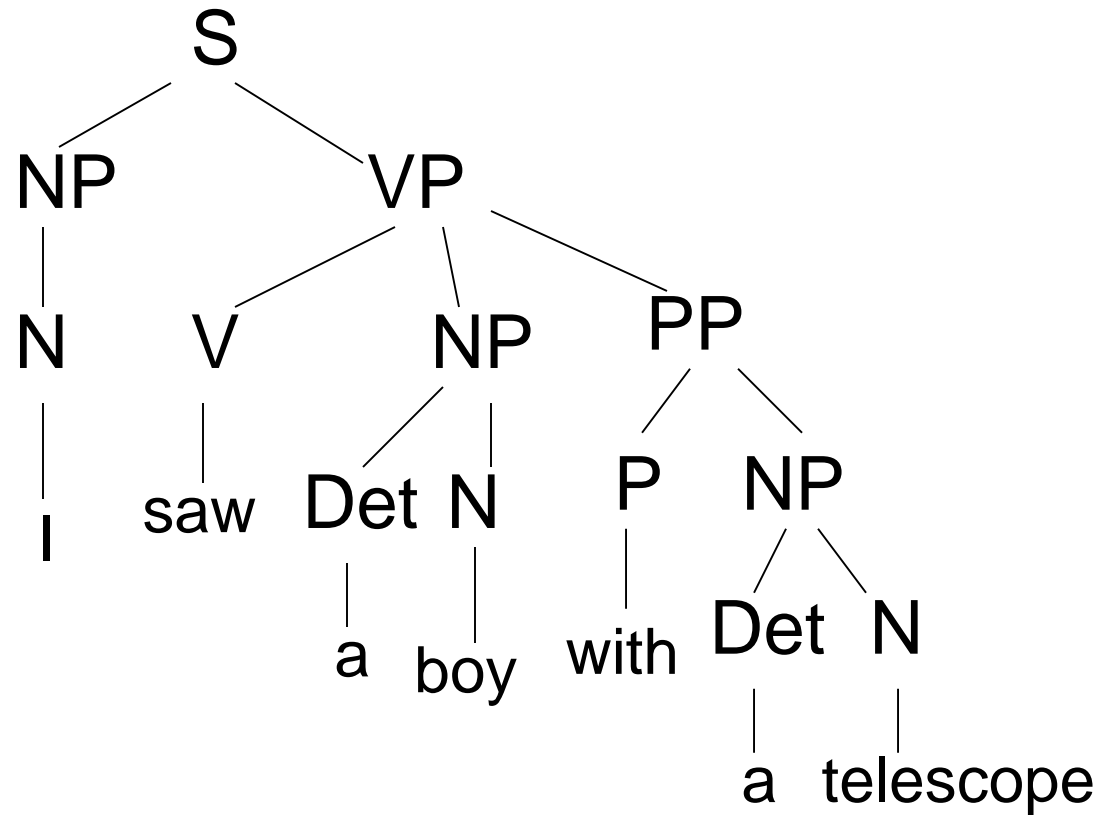 S
NP VP
N V NP PP
I saw Det N P NP
a boy with Det N
a telescope